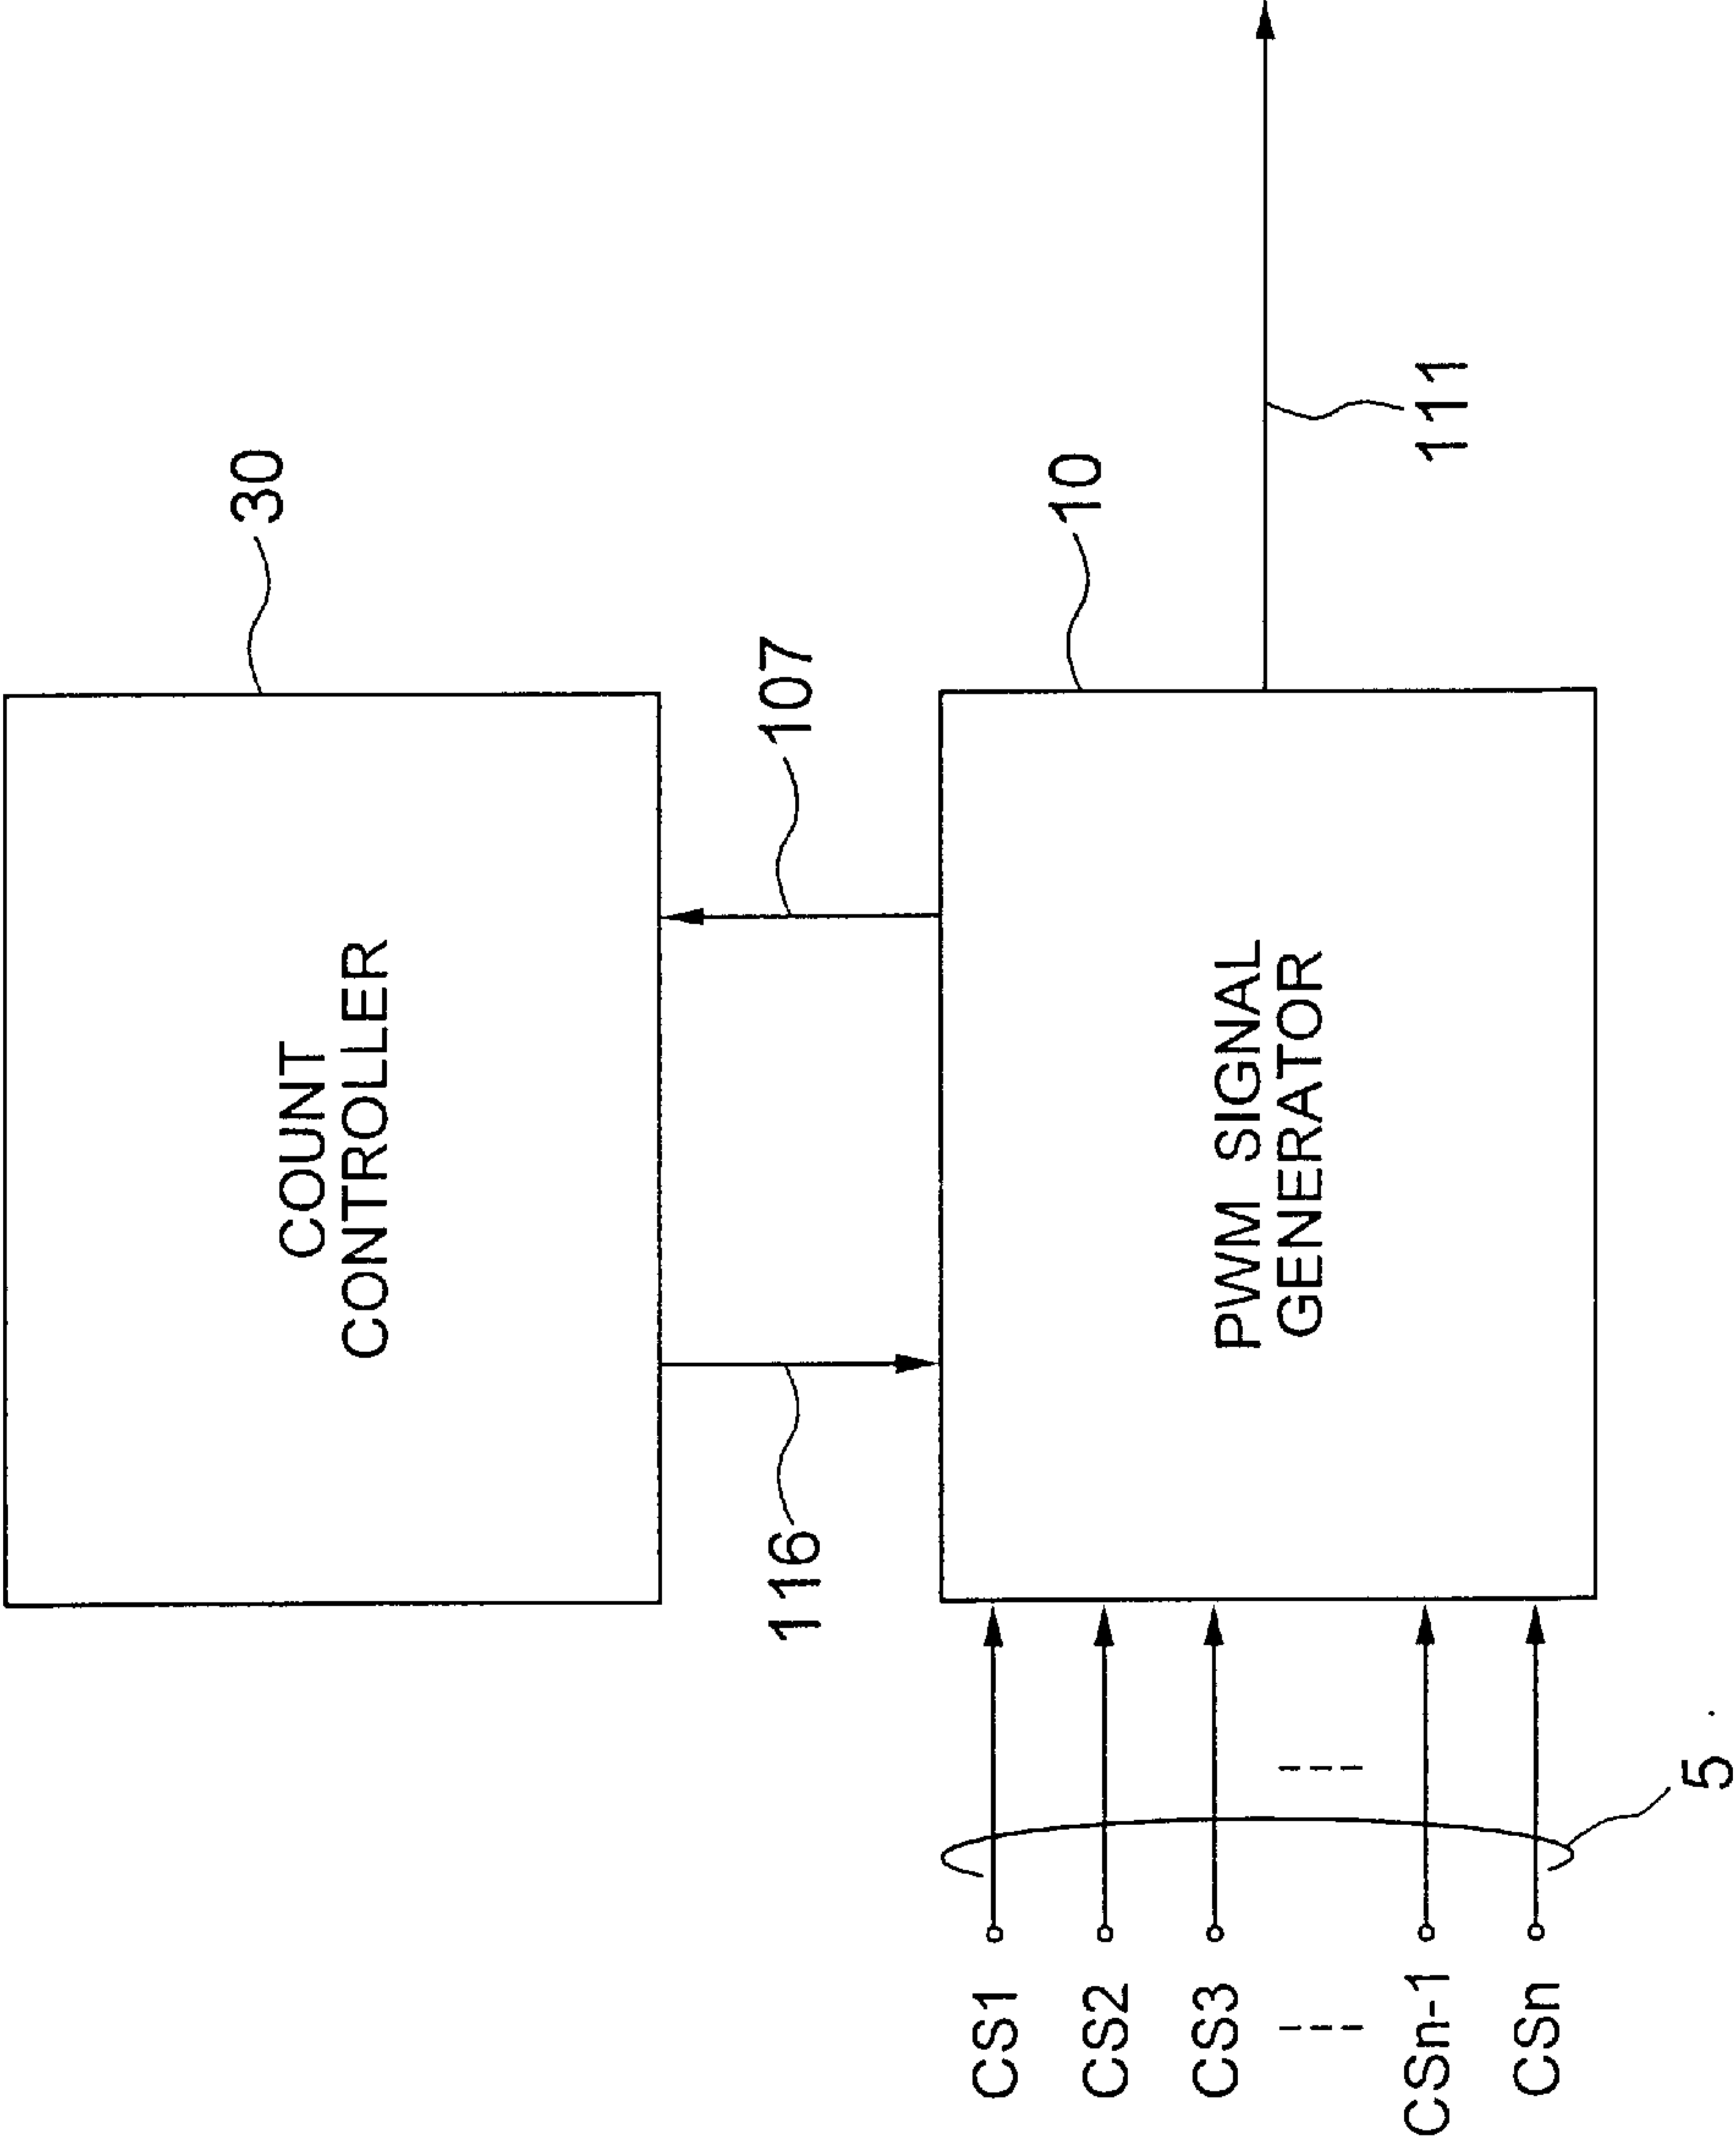 30
COUNT
CONTROLLER
116
107
10
PWM SIGNAL
GENERATOR
111
CS1
CS2
CS3
CSn-1
CSn
5